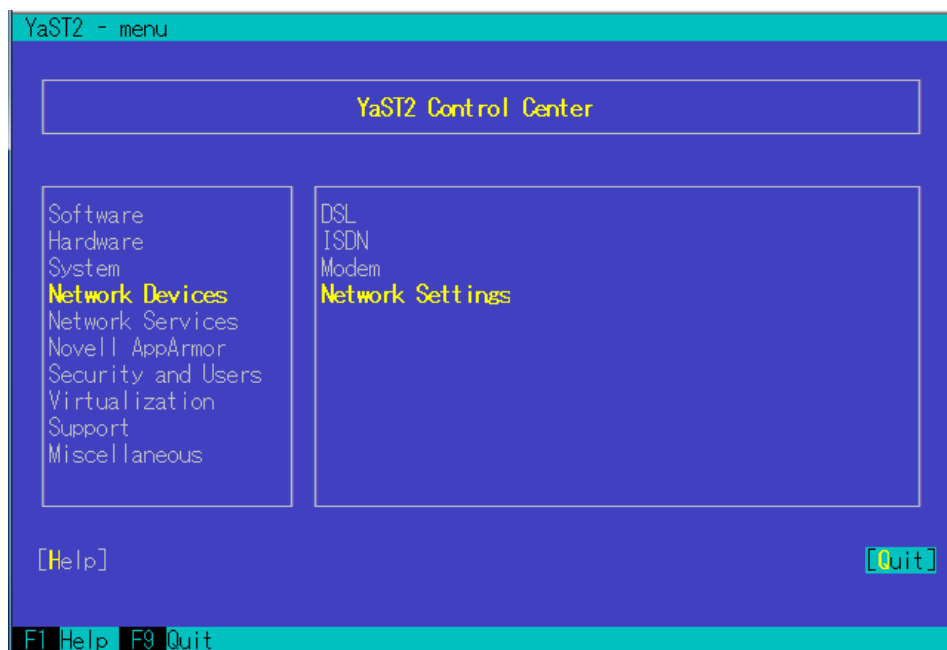 YaST2 - menu
YaST2 Control Center
Software
Hardware
System
Network Devices
Network Services
Novell AppArmor
Security and Users
Virtualization
Support
Miscellaneous
DSL
ISDN
Modem
Network Settings
[Help] [Quit]
F1 Help F9 Quit